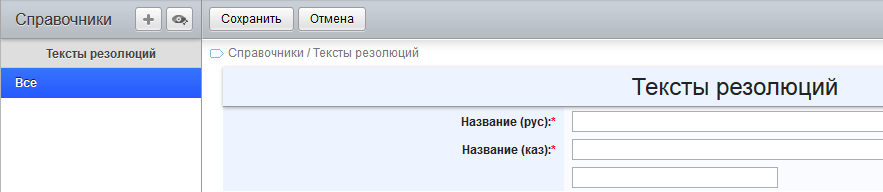 Справочники
Сохранить
Отмена
Тексты резолюций
Все
Справочники / Тексты резолюций
Тексты резолюций
Название (рус):*
Название (каз):*